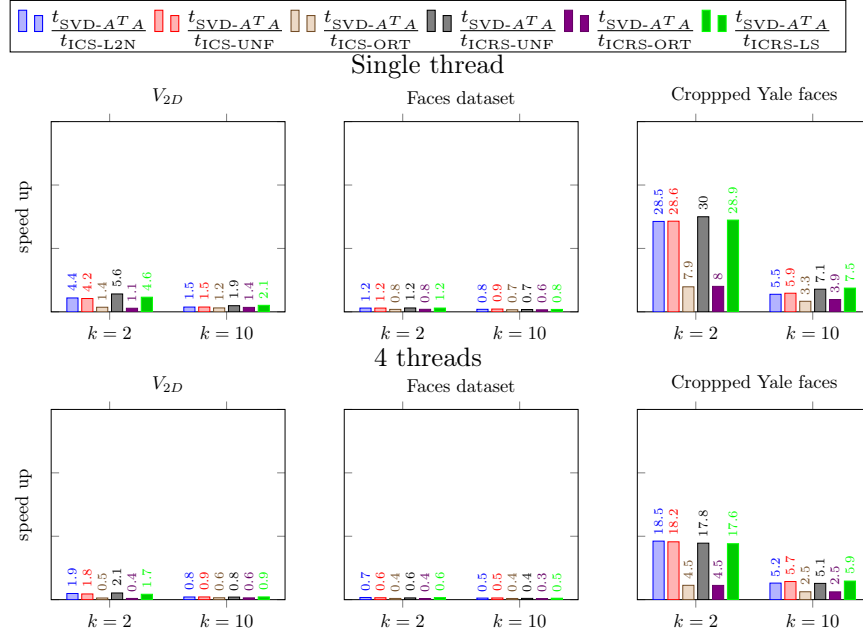 t_SVD-A^T A / t_ICS-L2N t_SVD-A^T A / t_ICS-UNF t_SVD-A^T A / t_ICS-ORT t_SVD-A^T A / t_ICRS-UNF t_SVD-A^T A / t_ICRS-ORT t_SVD-A^T A / t_ICRS-LS
Single thread
V_2D
Faces dataset
Croppped Yale faces
speed up
4.4 4.2 1.4 5.6 1.1 4.6
1.5 1.5 1.2 1.9 1.4 2.1
1.2 1.2 0.8 1.2 0.8 1.2
0.8 0.9 0.7 0.7 0.6 0.8
28.5 28.6 7.9 30 8 28.9
5.5 5.9 3.3 7.1 3.9 7.5
k = 2 k = 10
k = 2 k = 10
k = 2 k = 10
4 threads
V_2D
Faces dataset
Croppped Yale faces
speed up
1.9 1.8 0.5 2.1 0.4 1.7
0.8 0.9 0.6 0.8 0.6 0.9
0.7 0.6 0.4 0.6 0.4 0.6
0.5 0.5 0.4 0.4 0.3 0.5
18.5 18.2 4.5 17.8 4.5 17.6
5.2 5.7 2.5 5.1 2.5 5.9
k = 2 k = 10
k = 2 k = 10
k = 2 k = 10